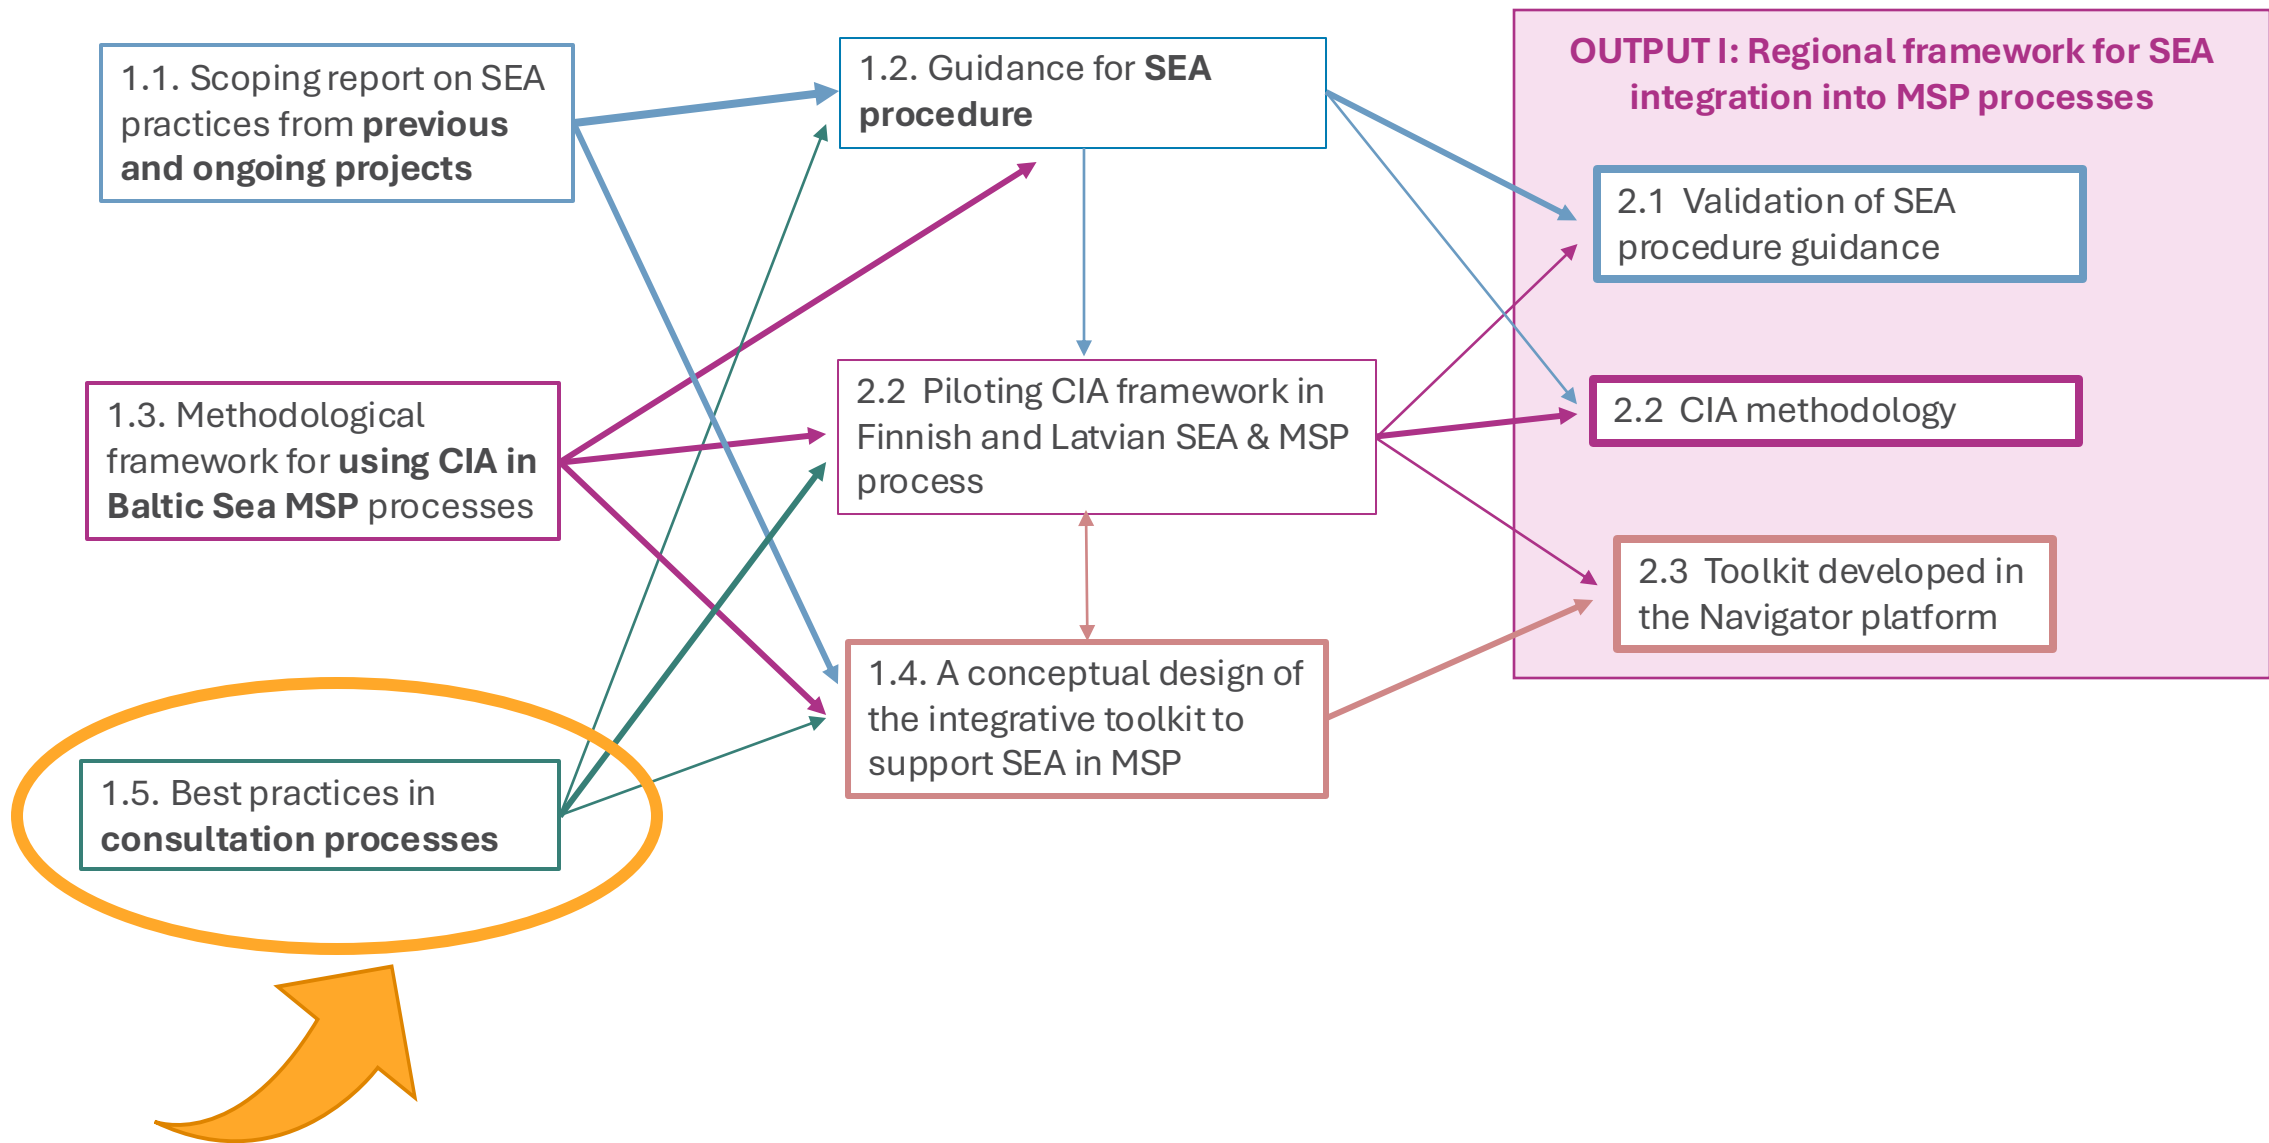 1.1. Scoping report on SEA
practices from previous
and ongoing projects
1.3. Methodological
framework for using CIA in
Baltic Sea MSP processes
1.5. Best practices in
consultation processes
1.2. Guidance for SEA
procedure
2.2 Piloting CIA framework in
Finnish and Latvian SEA & MSP
process
1.4. A conceptual design of
the integrative toolkit to
support SEA in MSP
OUTPUT I: Regional framework for SEA
integration into MSP processes
2.1 Validation of SEA
procedure guidance
2.2 CIA methodology
2.3 Toolkit developed in
the Navigator platform